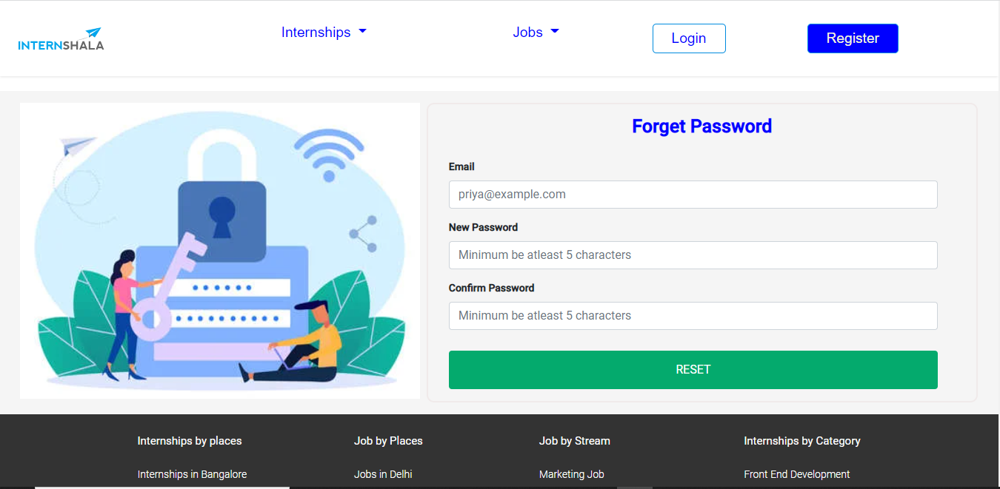 INTERNSHALA
Internships
Jobs
Login
Register
Forget Password
Email
priya@example.com
New Password
Minimum be atleast 5 characters
Confirm Password
Minimum be atleast 5 characters
RESET
Internships by places
Job by Places
Job by Stream
Internships by Category
Internships in Bangalore
Jobs in Delhi
Marketing Job
Front End Development